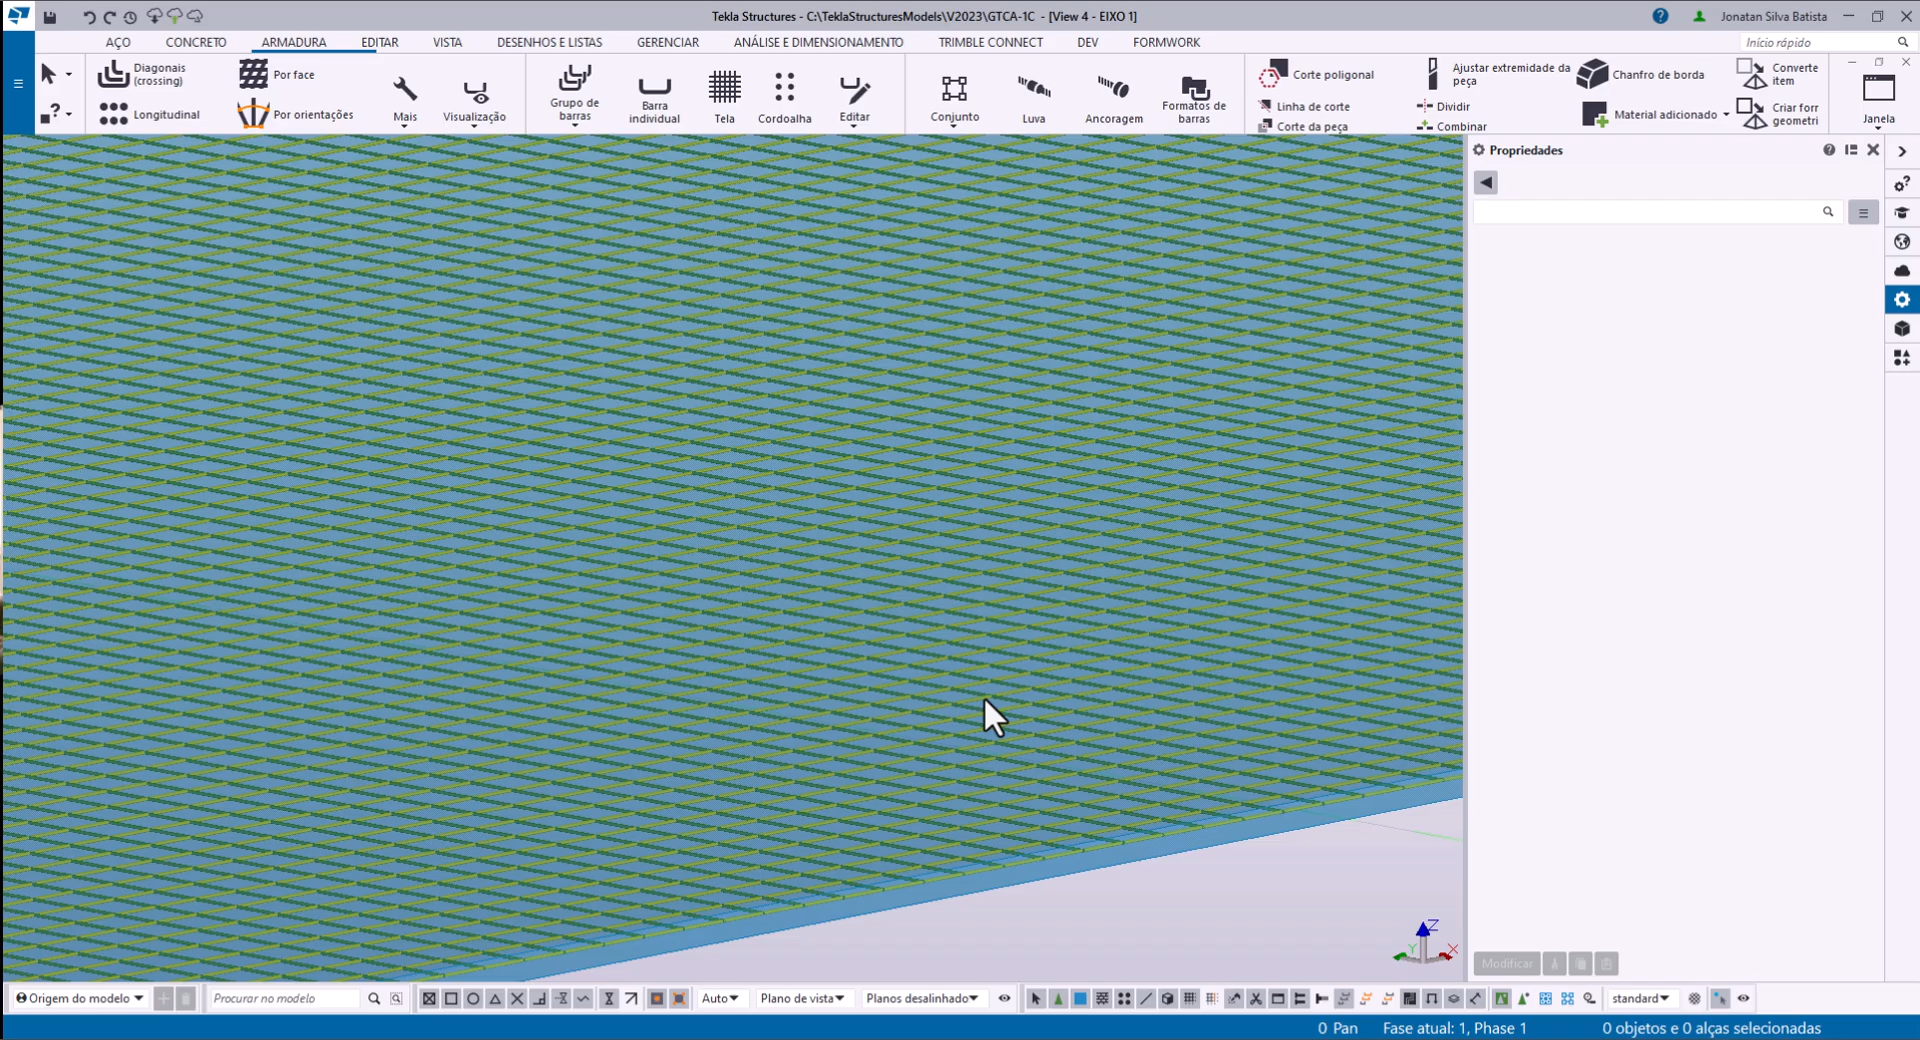 Tekla Structures - C:\TeklaStructuresModels\V2023\GTCA-1C - [View 4 - EIXO 1]
Jonatan Silva Batista
AÇO CONCRETO ARMADURA EDITAR VISTA DESENHOS E LISTAS GERENCIAR ANÁLISE E DIMENSIONAMENTO TRIMBLE CONNECT DEV FORMWORK
Início rápido
Diagonais
(crossing)
Longitudinal
Por face
Por orientações
Mais
Visualização
Grupo de
barras
Barra
individual
Tela
Cordoalha
Editar
Conjunto
Luva
Ancoragem
Formatos de
barras
Corte poligonal
Linha de corte
Corte da peça
Ajustar extremidade da
peça
Dividir
Combinar
Chanfro de borda
Material adicionado
Converte
item
Criar forr
geometri
Janela
Propriedades
Z
Y
X
Modificar
Origem do modelo
Procurar no modelo
Auto
Plano de vista
Planos desalinhado
standard
0 Pan
Fase atual: 1, Phase 1
0 objetos e 0 alças selecionadas